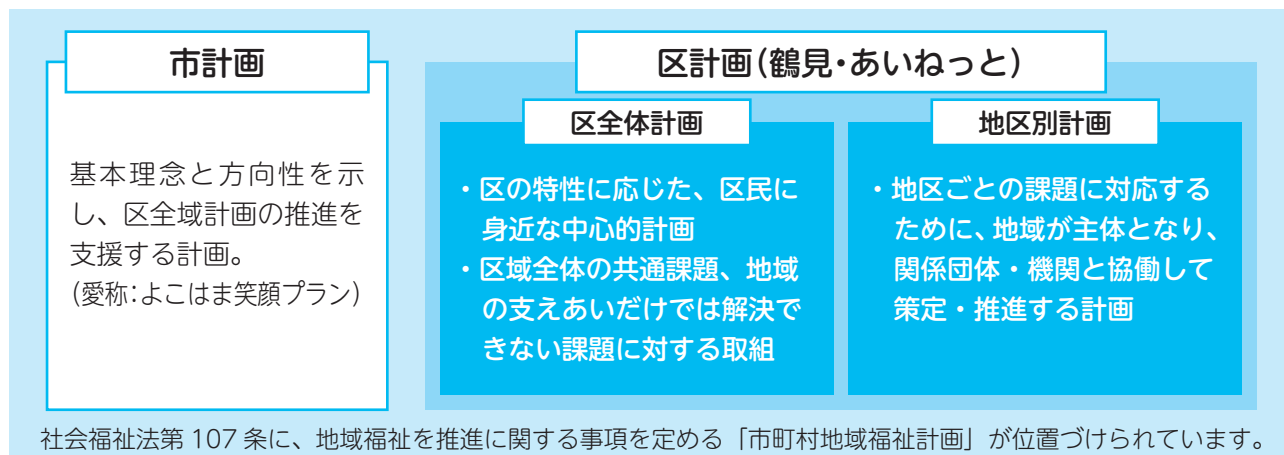 市計画
基本理念と方向性を示
し、区全域計画の推進を
支援する計画。
(愛称:よこはま笑顔プラン)
区計画(鶴見・あいねっと)
区全体計画
・区の特性に応じた、区民に
身近な中心的計画
・区域全体の共通課題、地域
の支えあいだけでは解決で
きない課題に対する取組
地区別計画
・地区ごとの課題に対応する
ために、地域が主体となり、
関係団体・機関と協働して
策定・推進する計画
社会福祉法第 107 条に、地域福祉を推進に関する事項を定める「市町村地域福祉計画」が位置づけられています。